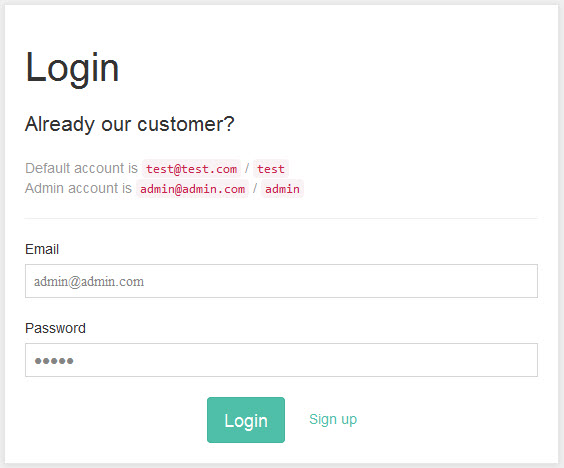 Login
Already our customer?
Default account is test@test.com / test
Admin account is admin@admin.com / admin
Email
admin@admin.com
Password
●●●●●
Login Sign up